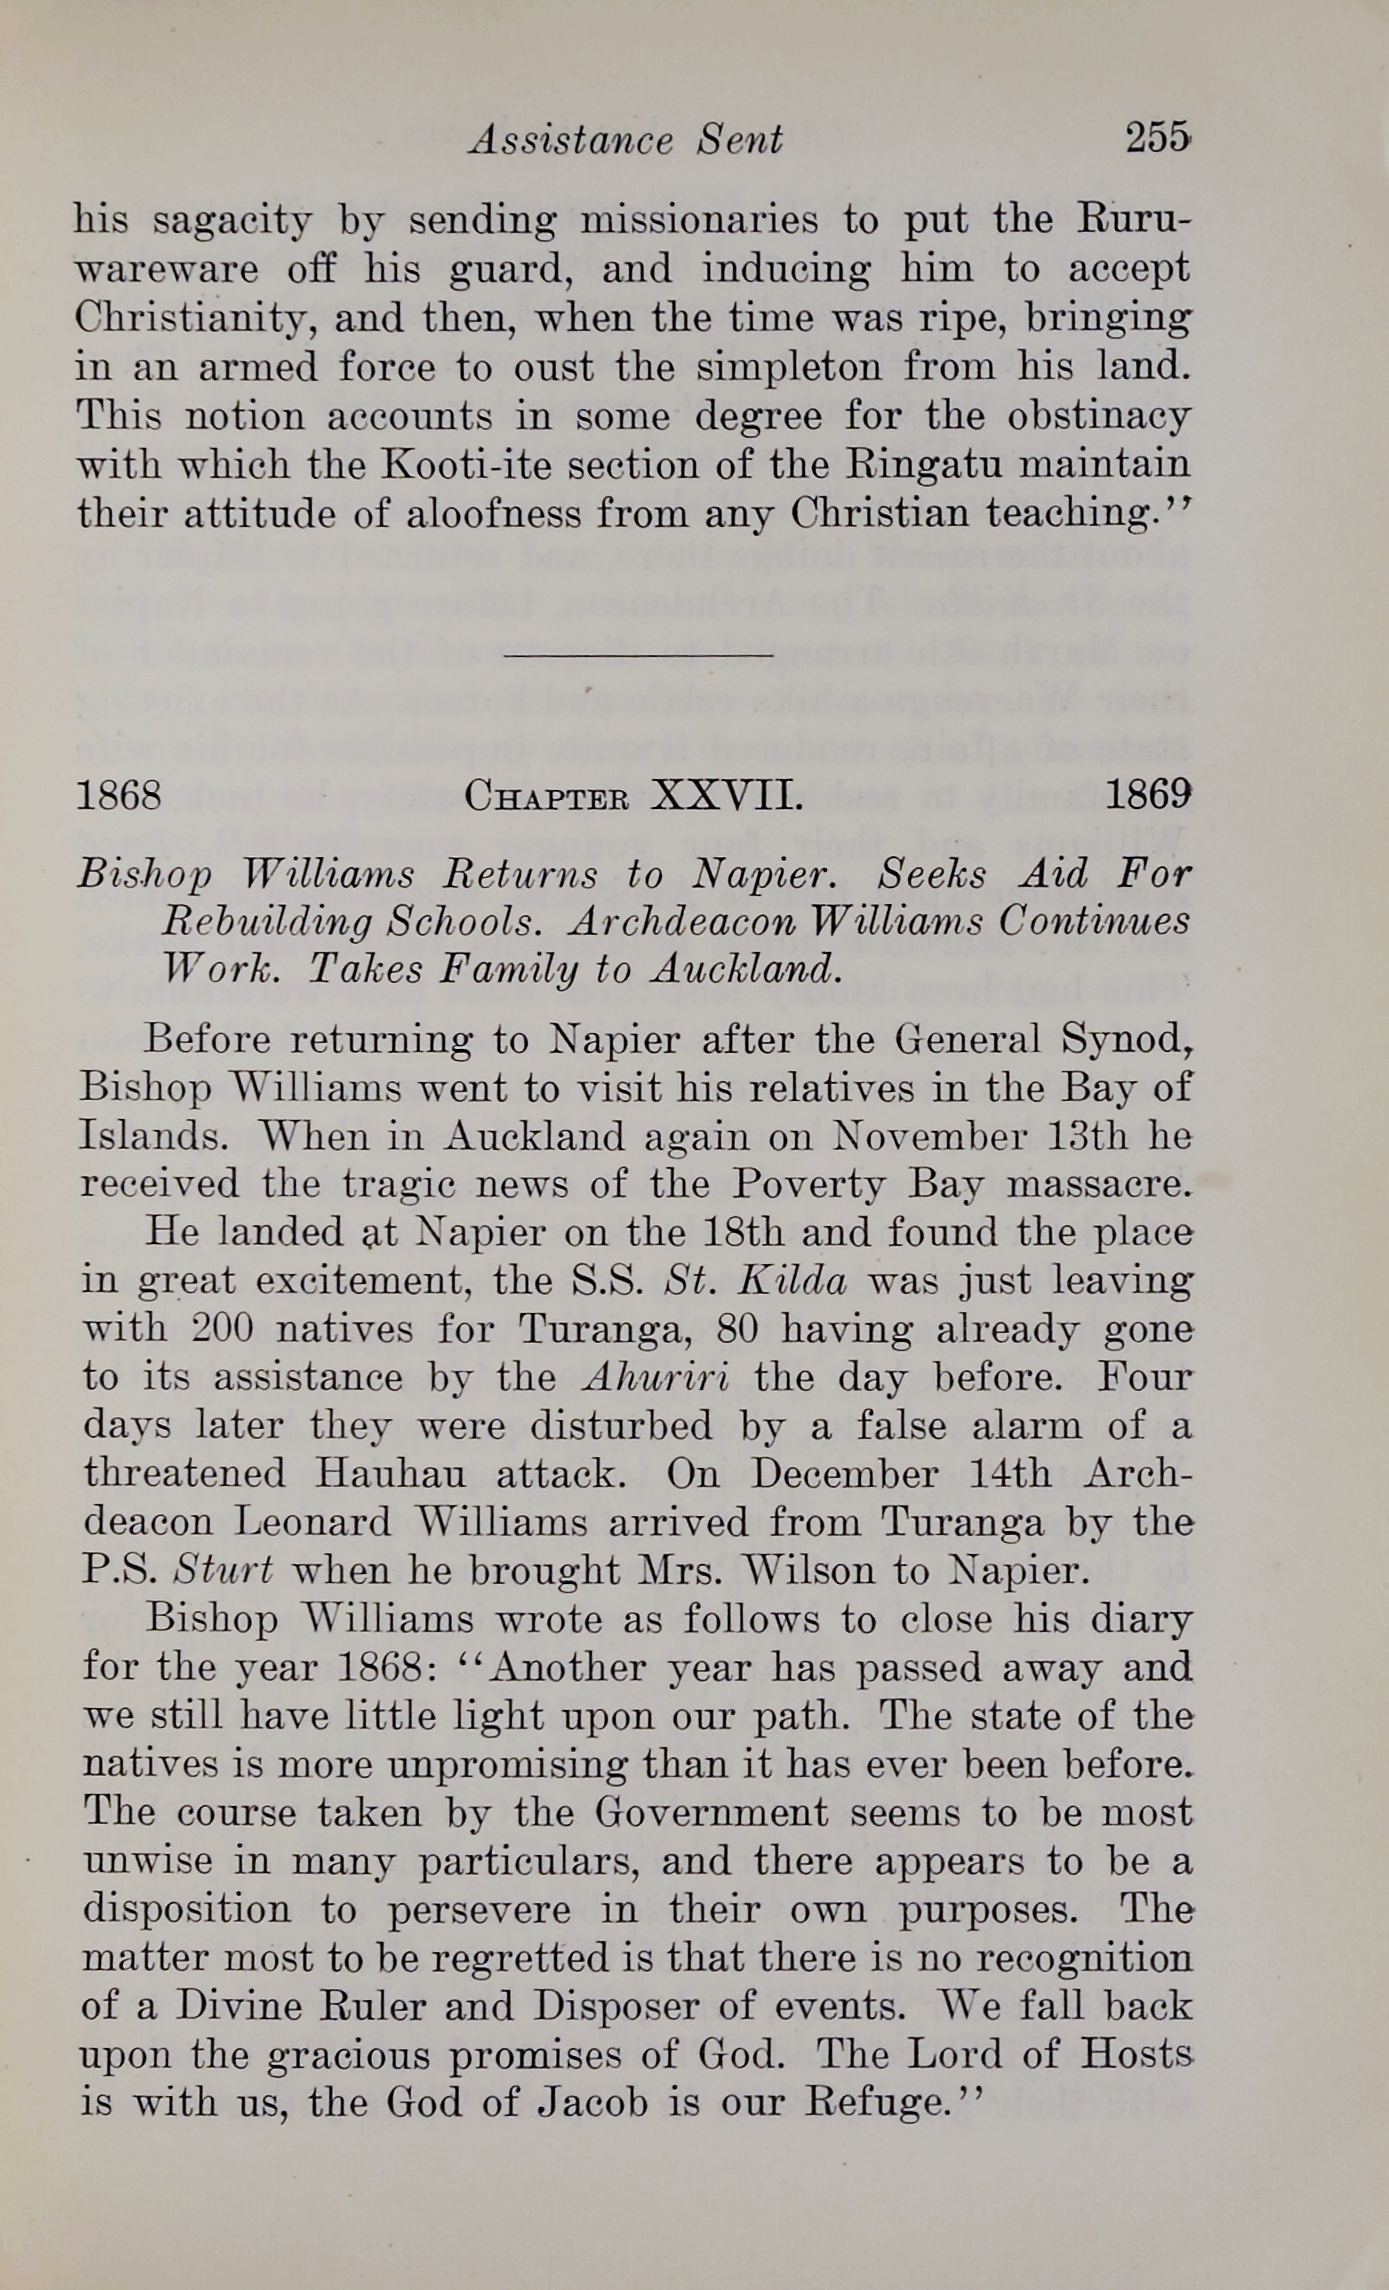 Assistance Sent 255
his sagacity by sending missionaries to put the Ruru-
wareware off his guard, and inducing him to accept
Christianity, and then, when the time was ripe, bringing
in an armed force to oust the simpleton from his land.
This notion accounts in some degree for the obstinacy
with which the Kooti-ite section of the Ringatu maintain
their attitude of aloofness from any Christian teaching.''
1868 CHAPTER XXVII. 1869
Bishop Williams Returns to Napier. Seeks Aid For
Rebuilding Schools. Archdeacon Williams Continues
Work. Takes Family to Auckland.
Before returning to Napier after the General Synod,
Bishop Williams went to visit his relatives in the Bay of
Islands. When in Auckland again on November 13th he
received the tragic news of the Poverty Bay massacre.
He landed at Napier on the 18th and found the place
in great excitement, the S.S. St. Kilda was just leaving
with 200 natives for Turanga, 80 having already gone
to its assistance by the Ahuriri the day before. Four
days later they were disturbed by a false alarm of a
threatened Hauhau attack. On December 14th Arch-
deacon Leonard Williams arrived from Turanga by the
P.S. Sturt when he brought Mrs. Wilson to Napier.
Bishop Williams wrote as follows to close his diary
for the year 1868: ''Another year has passed away and
we still have little light upon our path. The state of the
natives is more unpromising than it has ever been before.
The course taken by the Government seems to be most
unwise in many particulars, and there appears to be a
disposition to persevere in their own purposes. The
matter most to be regretted is that there is no recognition
of a Divine Ruler and Disposer of events. We fall back
upon the gracious promises of God. The Lord of Hosts
is with us, the God of Jacob is our Refuge.''